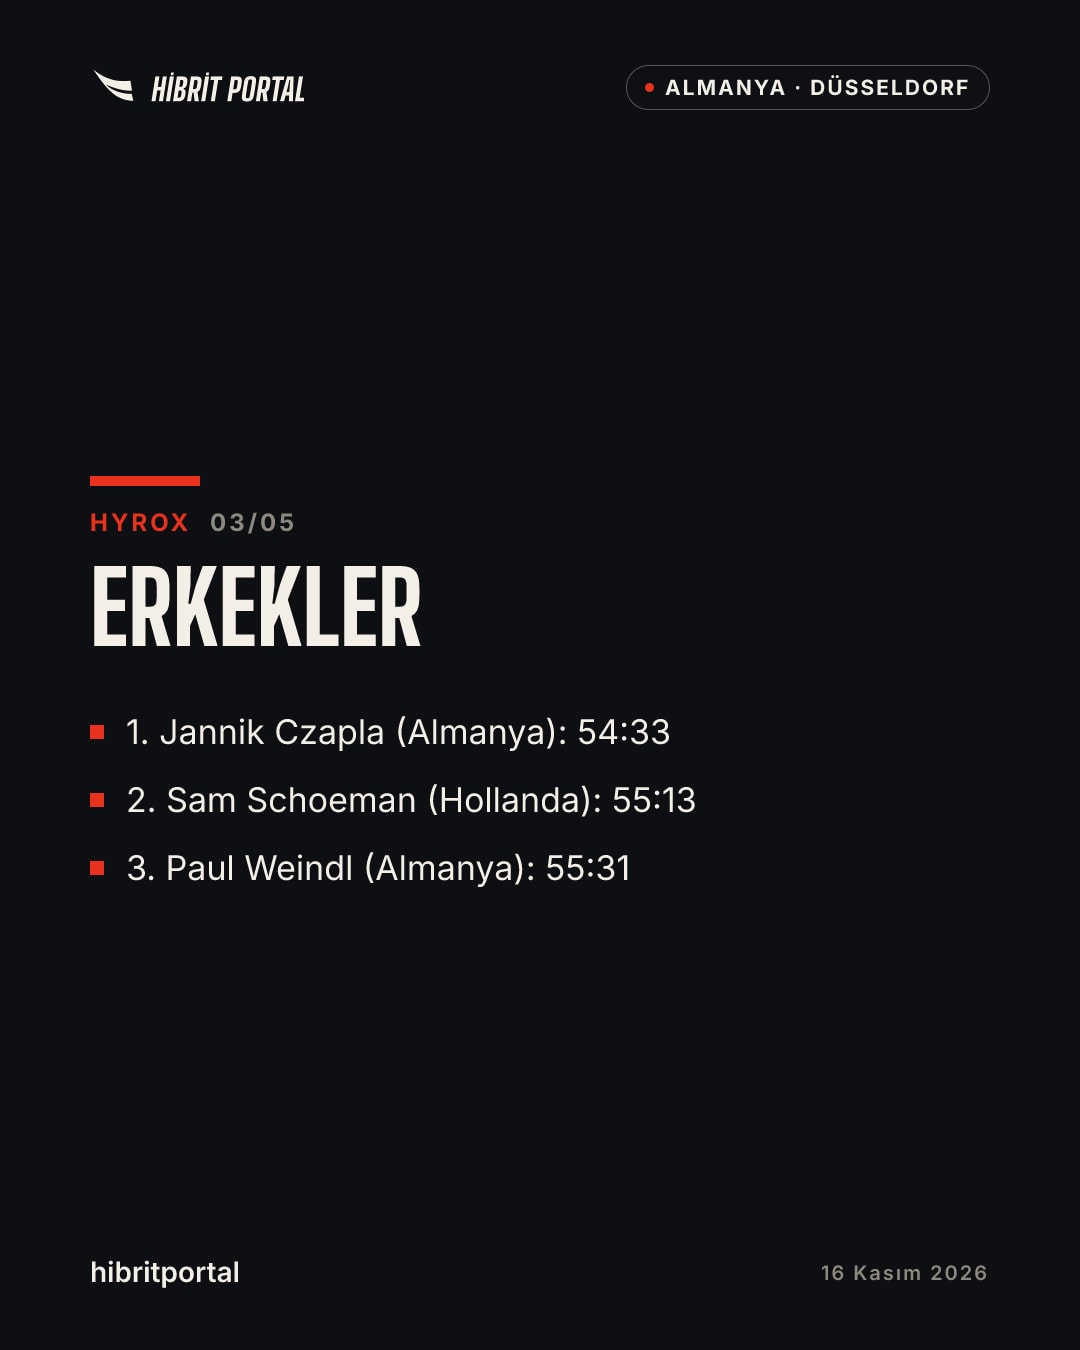 HİBRİT PORTAL
ALMANYA · DÜSSELDORF
HYROX 03/05
ERKEKLER
1. Jannik Czapla (Almanya): 54:33
2. Sam Schoeman (Hollanda): 55:13
3. Paul Weindl (Almanya): 55:31
hibritportal
16 Kasım 2026